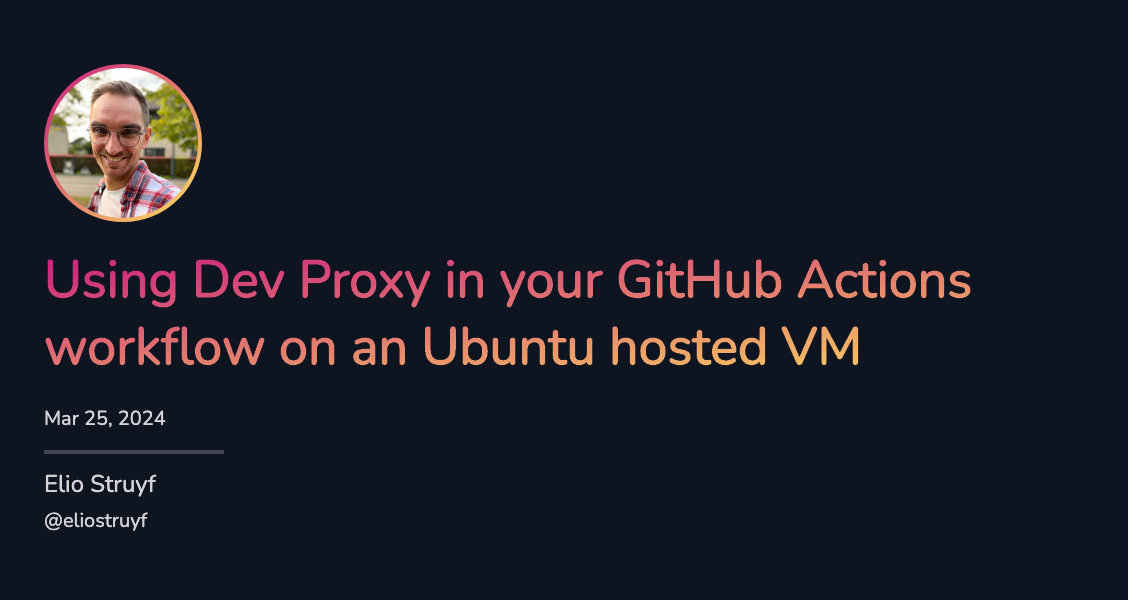 Using Dev Proxy in your GitHub Actions
workflow on an Ubuntu hosted VM
Mar 25, 2024
Elio Struyf
@eliostruyf